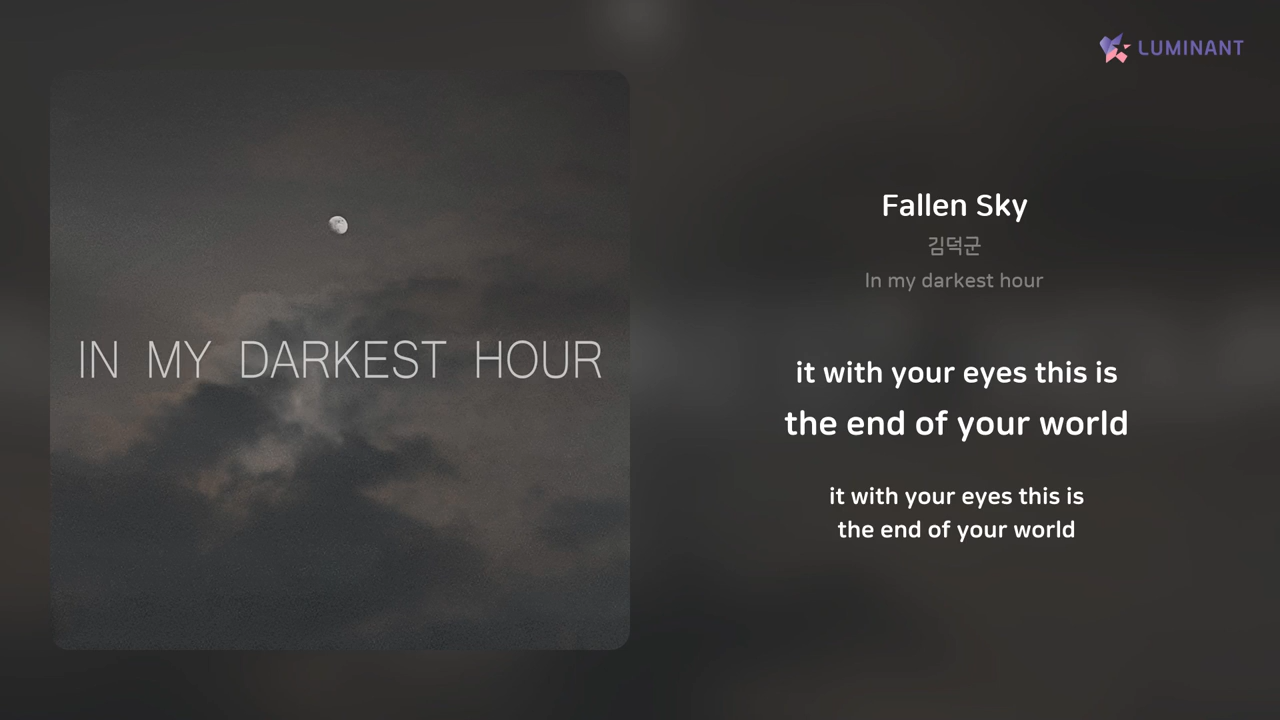 LUMINANT
IN MY DARKEST HOUR
Fallen Sky
김덕군
In my darkest hour
it with your eyes this is
the end of your world
it with your eyes this is
the end of your world